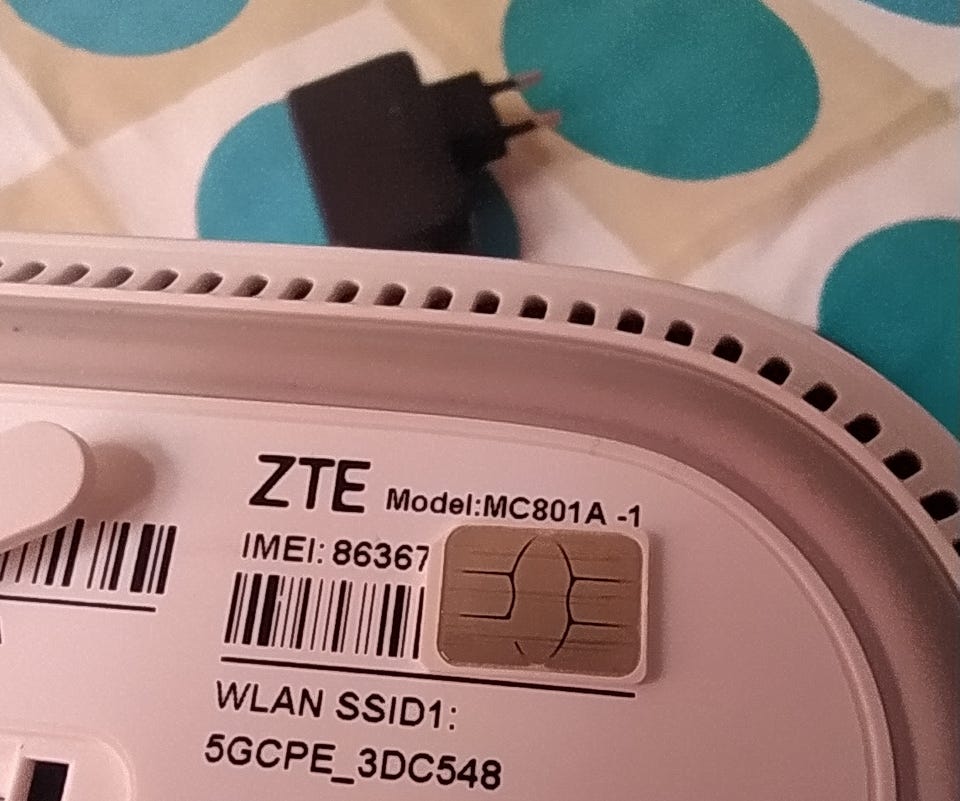 ZTE Model:MC801A -1
IMEI: 86367
WLAN SSID1:
5GCPE_3DC548